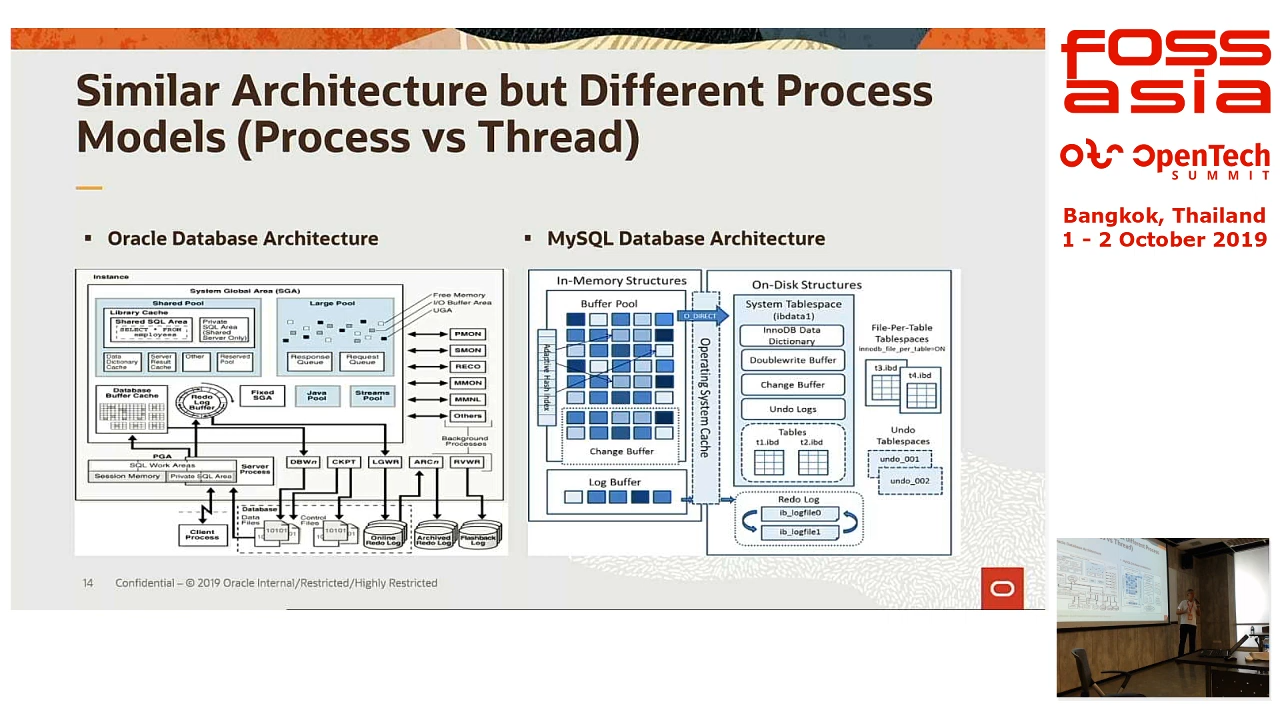 Similar Architecture but Different Process
Models (Process vs Thread)
▪ Oracle Database Architecture
Instance
System Global Area (SGA)
Shared Pool
Library Cache
Shared SQL Area
SELECT * FROM
employees
Private
SQL Area
(Shared
Server Only)
Data
Dictionary
Cache
Server
Result
Cache
Other
Reserved
Pool
Large Pool
Response
Queue
Request
Queue
Free Memory
I/O Buffer Area
UGA
Database
Buffer Cache
Redo
Log
Buffer
Fixed
SGA
Java
Pool
Streams
Pool
PMON
SMON
RECO
MMON
MMNL
Others
Background
Processes
PGA
SQL Work Areas
Session Memory
Private SQL Area
Server
Process
DBWn
CKPT
LGWR
ARCn
RVWR
Client
Process
Database
Data
Files
Control
Files
Online
Redo Log
Archived
Redo Log
Flashback
Log
▪ MySQL Database Architecture
In-Memory Structures
Buffer Pool
Adaptive Hash Index
Change Buffer
Log Buffer
O_DIRECT
Operating System Cache
On-Disk Structures
System Tablespace
(ibdata1)
InnoDB Data
Dictionary
Doublewrite Buffer
Change Buffer
Undo Logs
Tables
t1.ibd
t2.ibd
Redo Log
ib_logfile0
ib_logfile1
File-Per-Table
Tablespaces
innodb_file_per_table=ON
t3.ibd
t4.ibd
Undo
Tablespaces
undo_001
undo_002
14 Confidential – © 2019 Oracle Internal/Restricted/Highly Restricted
foss
asia
OpenTech
SUMMIT
Bangkok, Thailand
1 - 2 October 2019